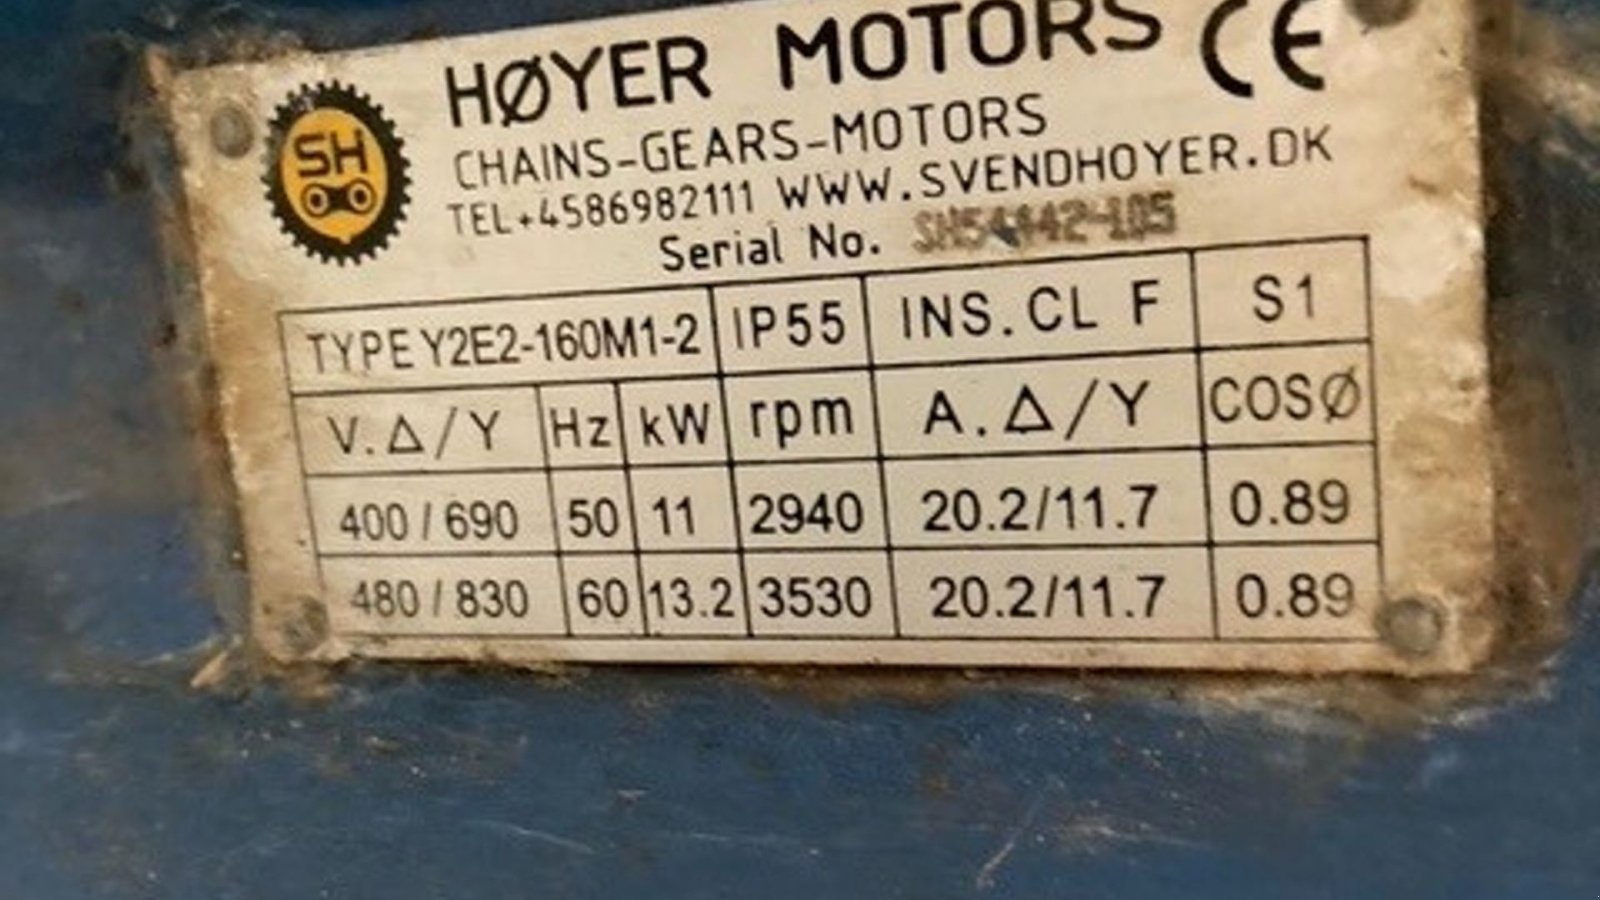 HØYER MOTORS CE
SH
CHAINS-GEARS-MOTORS
TEL+4586982111 WWW.SVENDHOYER.DK
Serial No.
TYPE Y2E2-160M1-2 IP55 INS.CL F S1
V.Δ/Y Hz kW rpm A.Δ/Y COSØ
400/690 50 11 2940 20.2/11.7 0.89
480/830 60 13.2 3530 20.2/11.7 0.89